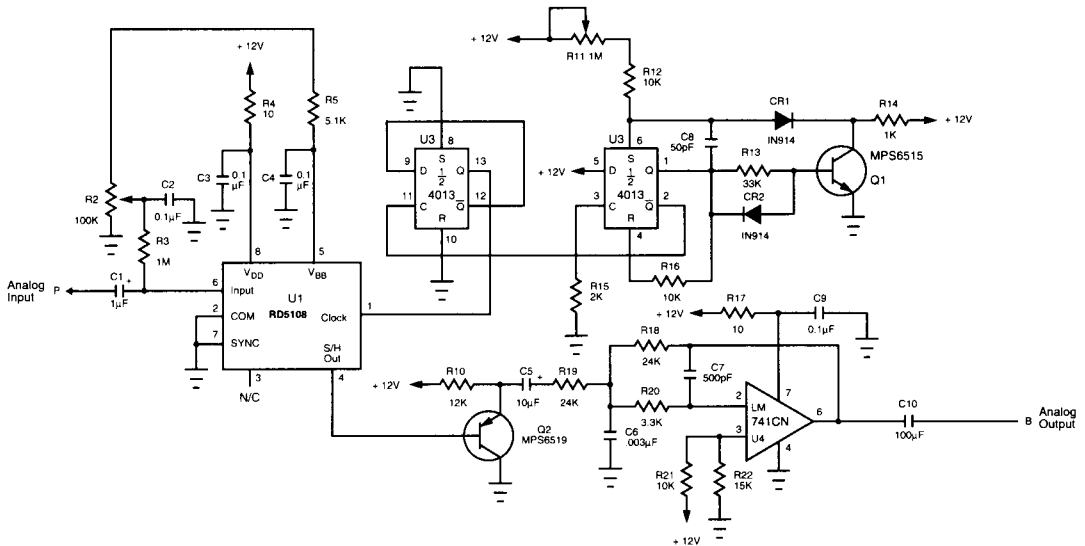 + 12V
R11 1M
R12
10K
+ 12V
R4
10
R5
5.1K
C3
0.1
µF
C4
0.1
µF
R2
100K
C2
0.1µF
R3
1M
Analog
Input
P
C1
+
1µF
8
5
VDD
VBB
6
Input
U1
RD5108
2
COM
Clock
1
7
SYNC
S/H
Out
3
4
N/C
U3
8
S
9
D
Q
13
1
2
4013
11
C
Q
12
R
10
U3
6
S
+ 12V
5
D
Q
1
1
2
4013
3
C
Q
2
R
4
C8
50pF
CR1
IN914
R14
1K
+ 12V
R13
33K
CR2
IN914
MPS6515
Q1
R15
2K
R16
10K
+ 12V
R17
10
C9
0.1µF
+ 12V
R10
12K
C5
+
10µF
R19
24K
Q2
MPS6519
R18
24K
R20
3.3K
C7
500pF
C6
.003µF
2
LM
741CN
U4
3
7
6
4
R21
10K
R22
15K
+ 12V
C10
100µF
B
Analog
Output